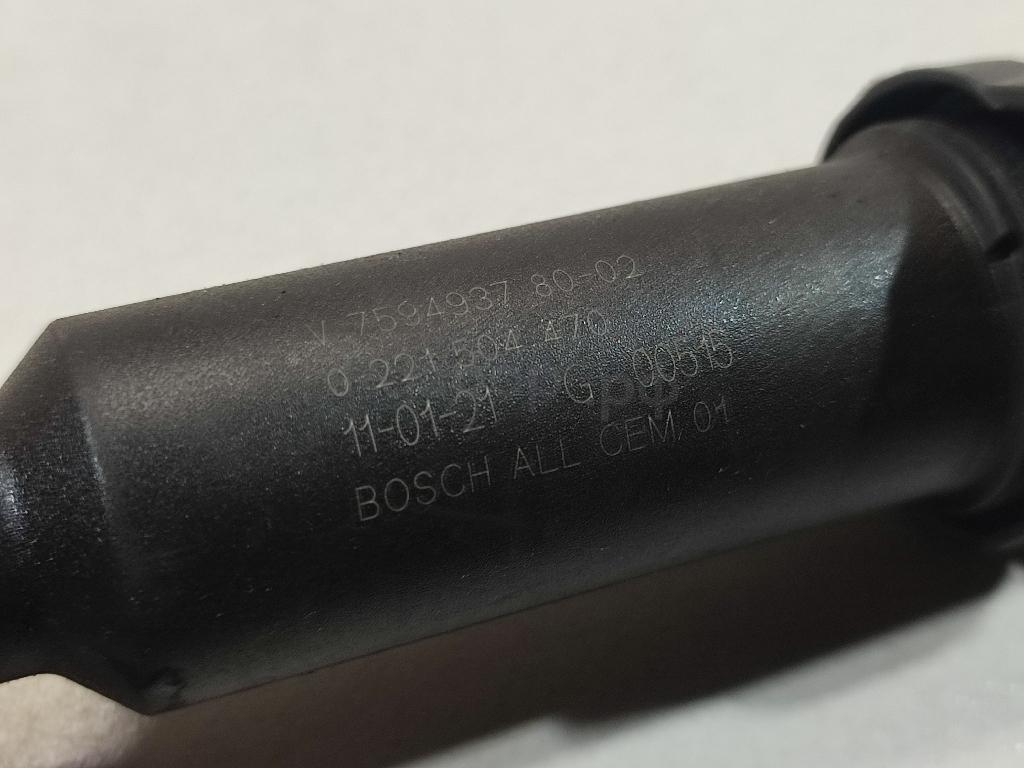 V 7594937 80-02
0 221 504 470
11-01-21 G 00515
BOSCH ALL CEM 01